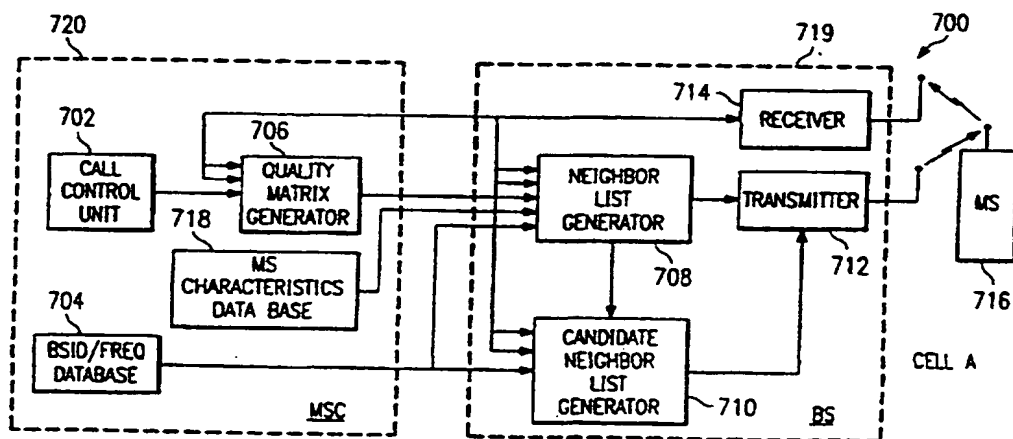 720
719
700
714
RECEIVER
702
CALL
CONTROL
UNIT
706
QUALITY
MATRIX
GENERATOR
NEIGHBOR
LIST
GENERATOR
708
TRANSMITTER
712
MS
716
718
MS
CHARACTERISTICS
DATA BASE
704
BSID/FREQ
DATABASE
CANDIDATE
NEIGHBOR
LIST
GENERATOR
710
CELL A
MSC
BS